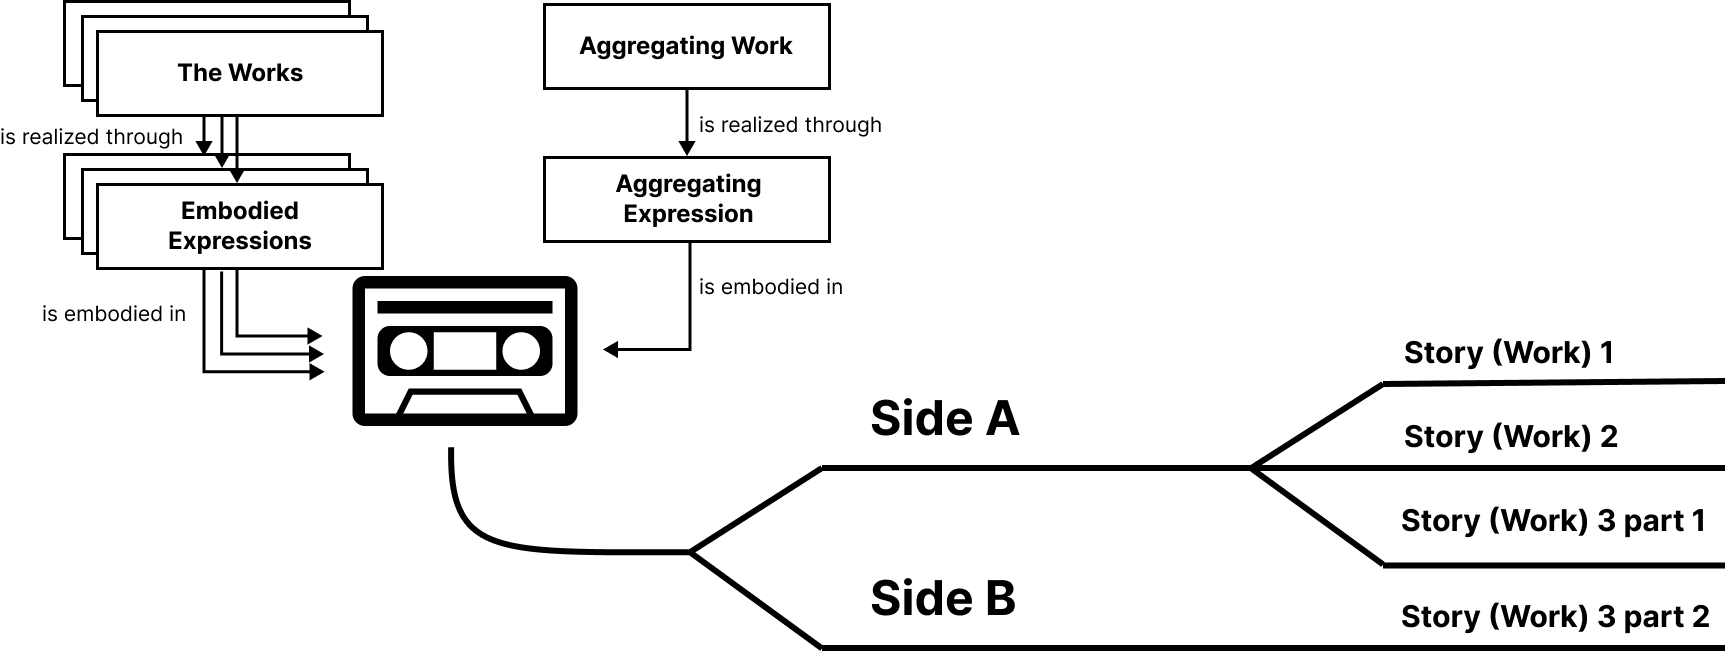 The Works
is realized through
Embodied
Expressions
is embodied in
Aggregating Work
is realized through
Aggregating
Expression
is embodied in
Side A
Story (Work) 1
Story (Work) 2
Story (Work) 3 part 1
Side B
Story (Work) 3 part 2